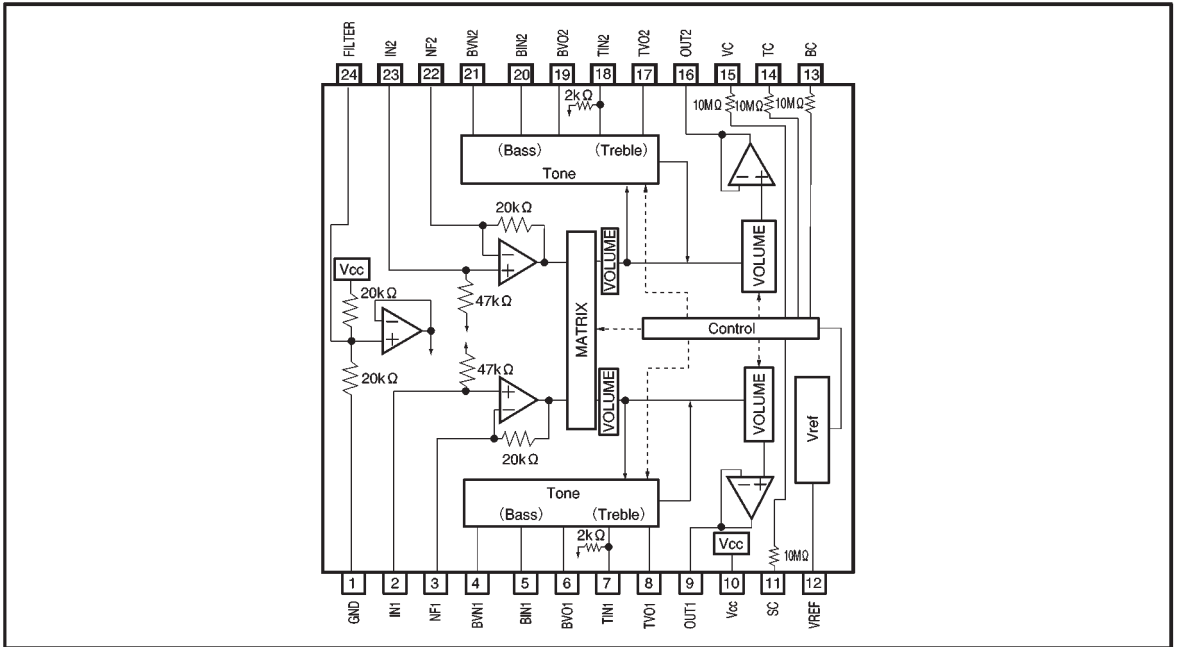 FILTER IN2 NF2 BVN2 BIN2 BVO2 TIN2 TVO2 OUT2 VC TC BC
24 23 22 21 20 19 18 17 16 15 14 13
2kΩ
10MΩ 10MΩ 10MΩ
(Bass) (Treble)
Tone
20kΩ
− +
−
+
VOLUME
VOLUME
Vcc
20kΩ
47kΩ
−
+
MATRIX
Control
20kΩ
47kΩ
+
−
VOLUME
VOLUME
Vref
20kΩ
Tone
(Bass) (Treble)
− +
2kΩ
Vcc
10MΩ
1 2 3 4 5 6 7 8 9 10 11 12
GND IN1 NF1 BVN1 BIN1 BVO1 TIN1 TVO1 OUT1 Vcc SC VREF